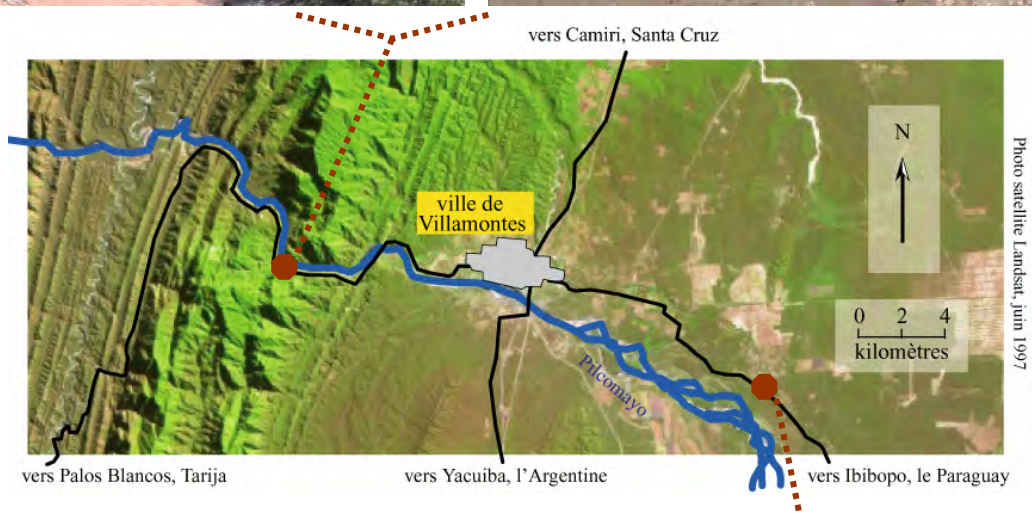 vers Camiri, Santa Cruz
N
ville de
Villamontes
0 2 4
kilomètres
Pilcomayo
Photo satellite Landsat, juin 1997
vers Palos Blancos, Tarija
vers Yacuiba, l'Argentine
vers Ibibopo, le Paraguay